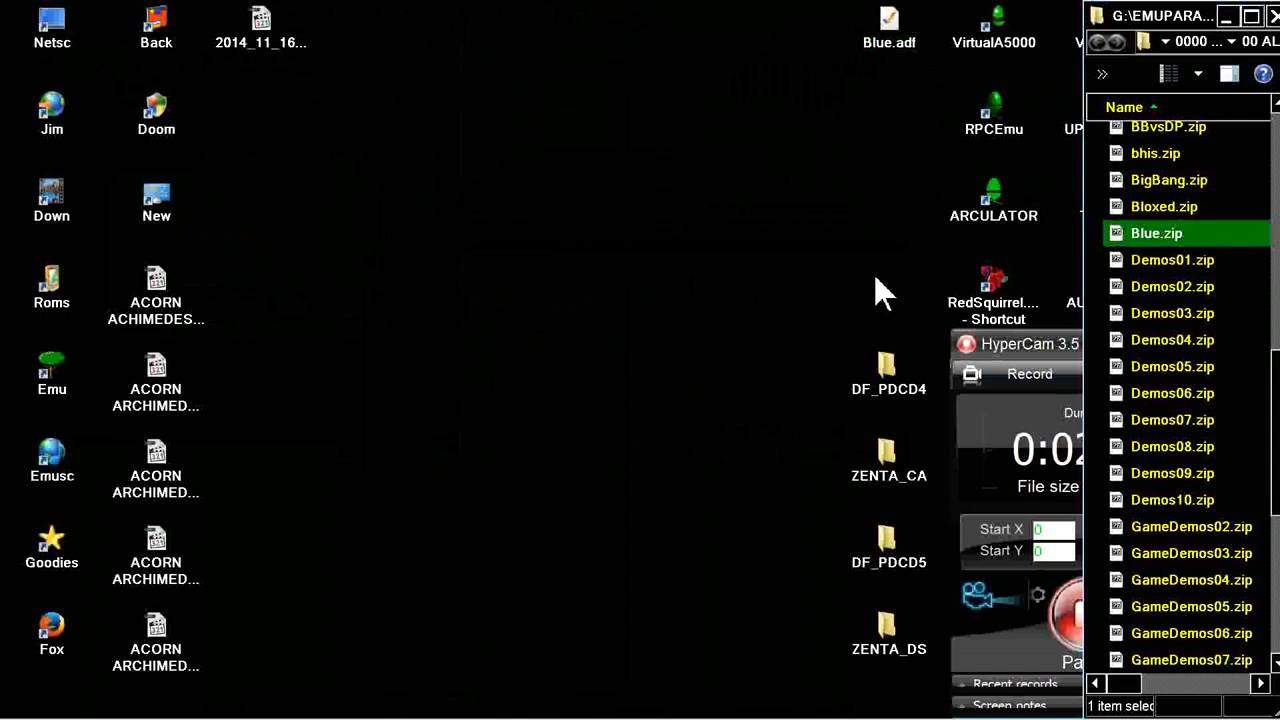 Netsc
Back
2014_11_16...
Blue.adf
VirtualA5000
Jim
Doom
RPCEmu
UP
Down
New
ARCULATOR
Roms
ACORN
ACHIMEDES...
RedSquirrel....
- Shortcut
AU
Emu
ACORN
ARCHIMED...
DF_PDCD4
Emusc
ACORN
ARCHIMED...
ZENTA_CA
Goodies
ACORN
ARCHIMED...
DF_PDCD5
Fox
ACORN
ARCHIMED...
ZENTA_DS
HyperCam 3.5
Record
Du
0:02
File size
Start X 0
Start Y 0
Pa
Recent records
Screen notes
G:\EMUPARA...
0000 ... 00 AL
»
Name
BBvsDP.zip
bhis.zip
BigBang.zip
Bloxed.zip
Blue.zip
Demos01.zip
Demos02.zip
Demos03.zip
Demos04.zip
Demos05.zip
Demos06.zip
Demos07.zip
Demos08.zip
Demos09.zip
Demos10.zip
GameDemos02.zip
GameDemos03.zip
GameDemos04.zip
GameDemos05.zip
GameDemos06.zip
GameDemos07.zip
1 item selec